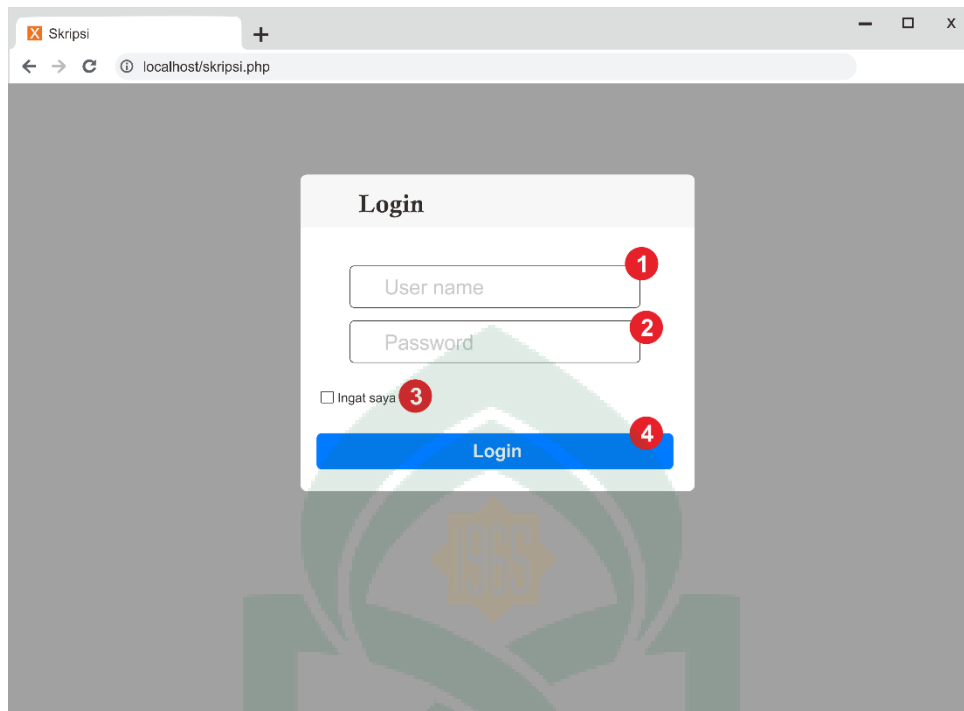 Skripsi
localhost/skripsi.php
Login
1
User name
2
Password
Ingat saya 3
4
Login